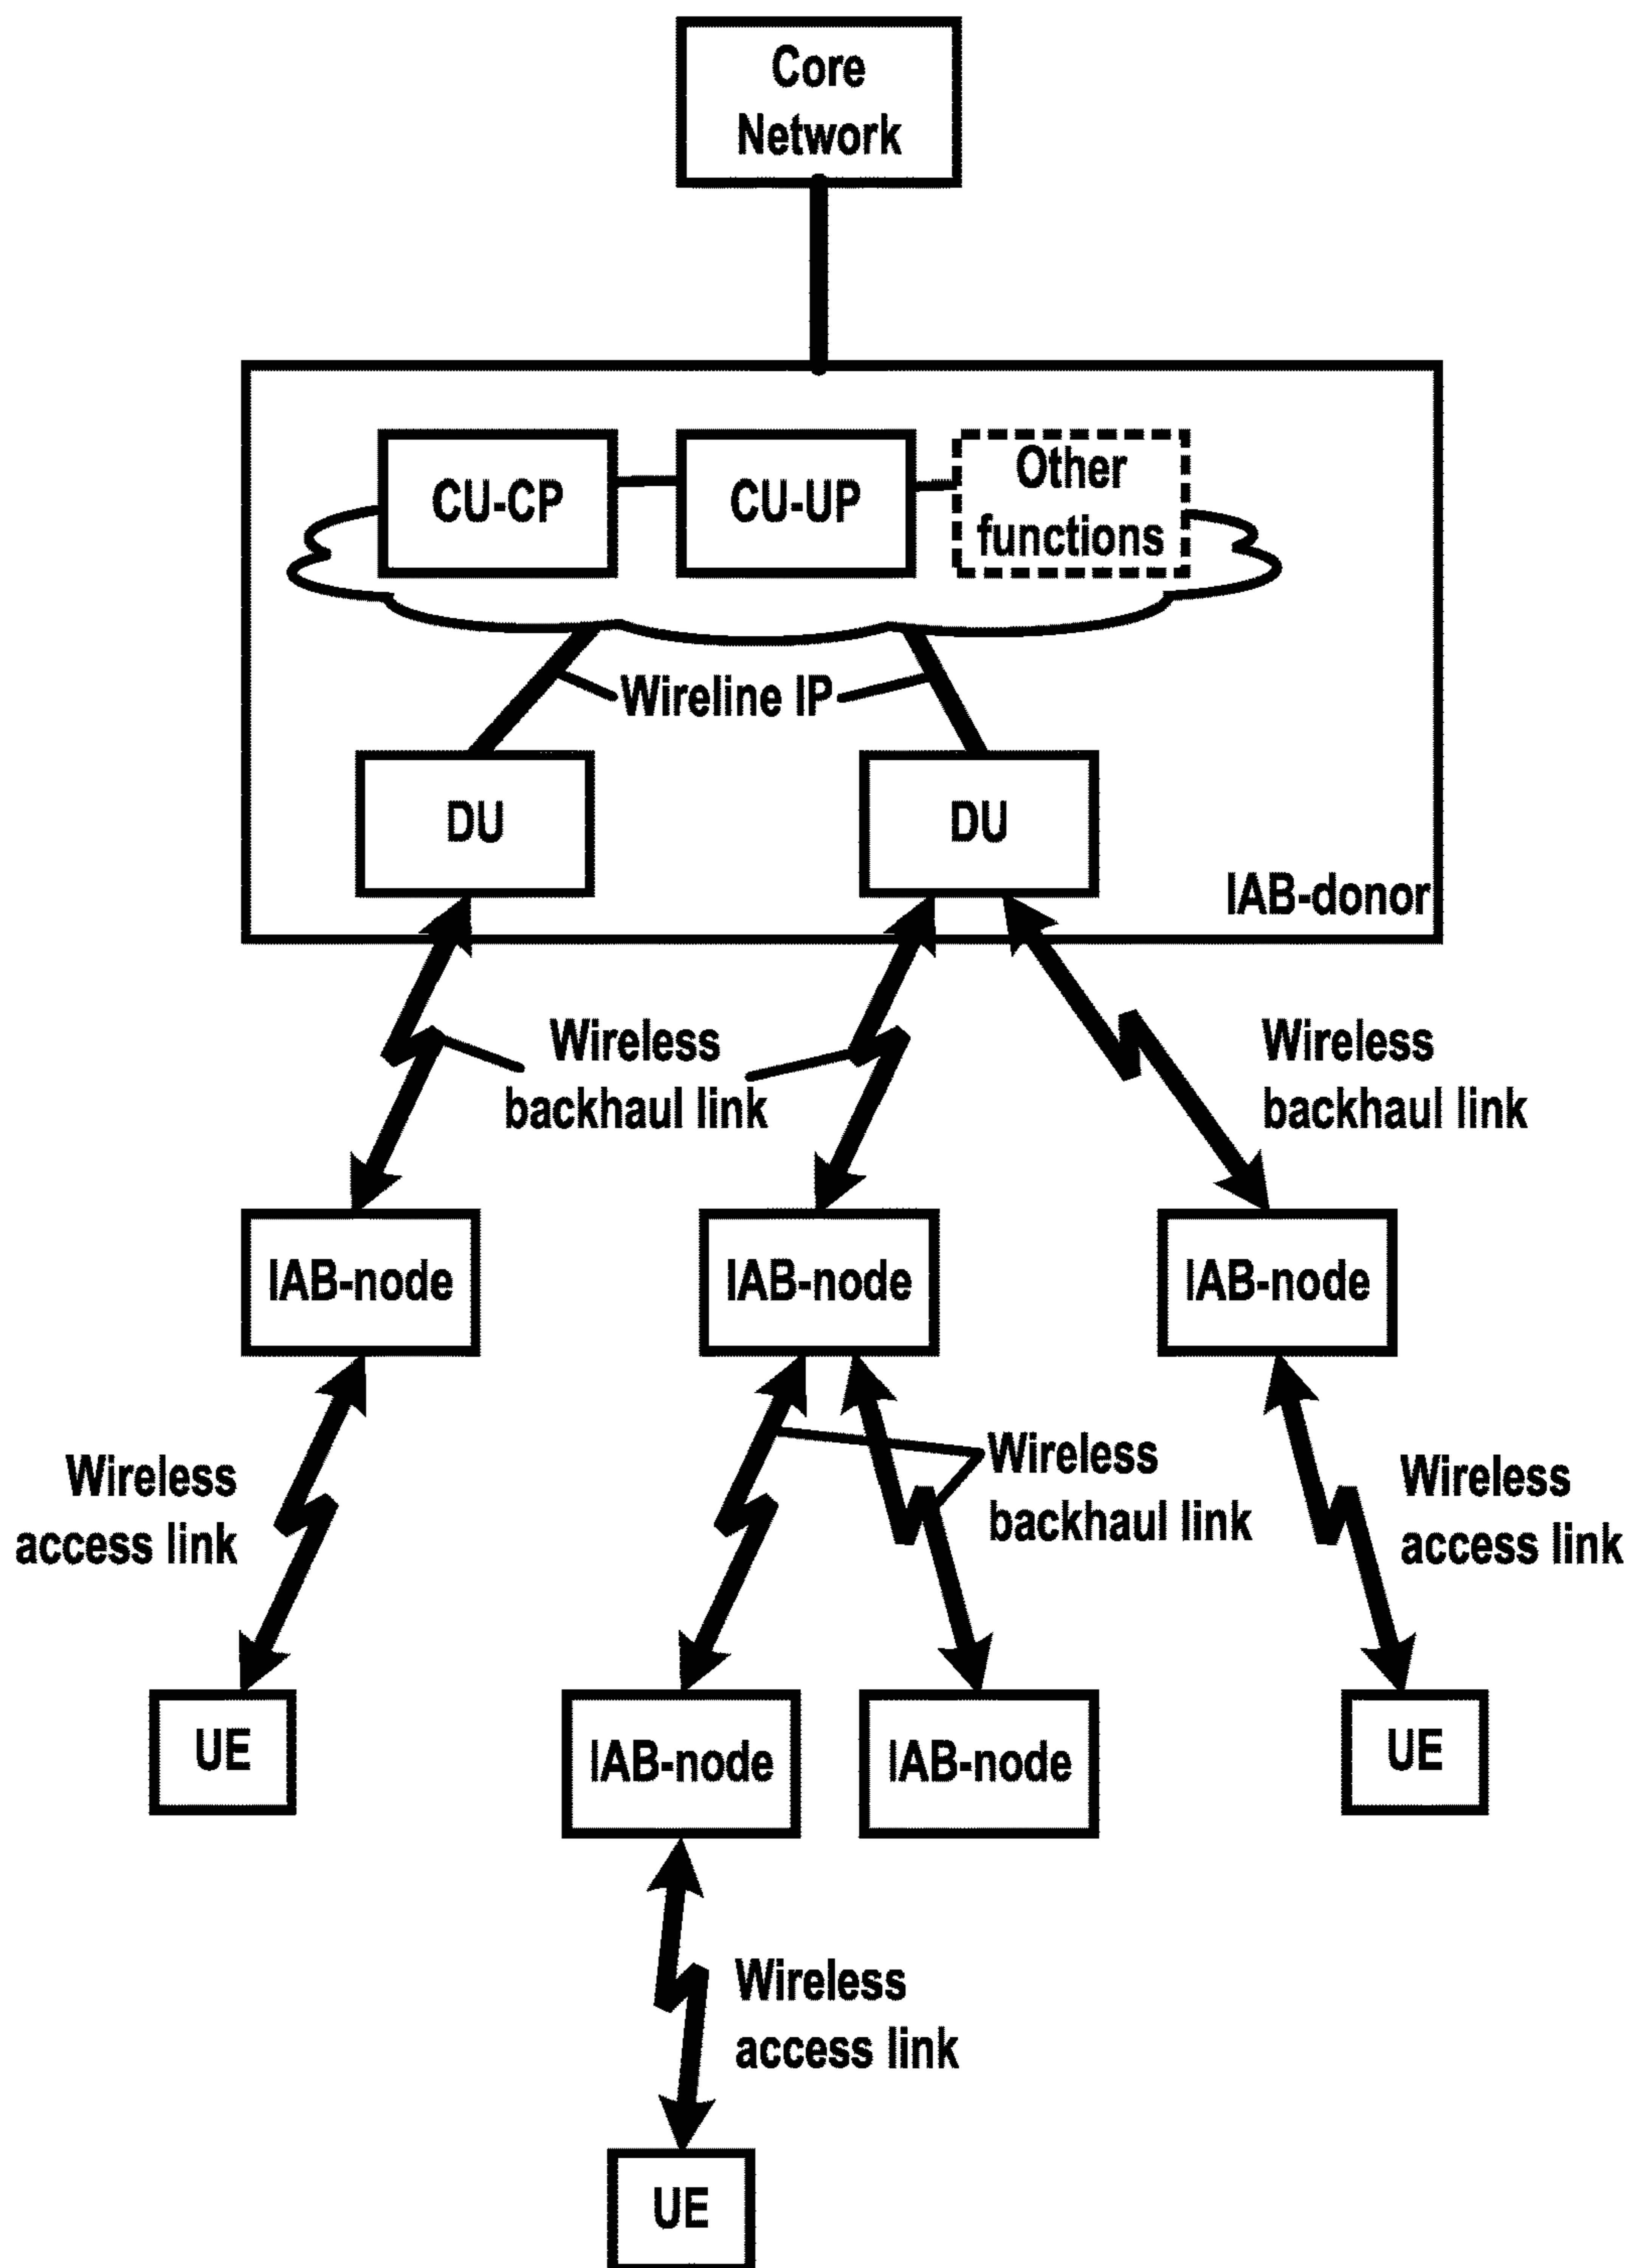 Core
Network
CU-CP
CU-UP
Other
functions
Wireline IP
DU
DU
IAB-donor
Wireless
backhaul link
Wireless
backhaul link
IAB-node
IAB-node
IAB-node
Wireless
access link
Wireless
backhaul link
Wireless
access link
UE
IAB-node
IAB-node
UE
Wireless
access link
UE